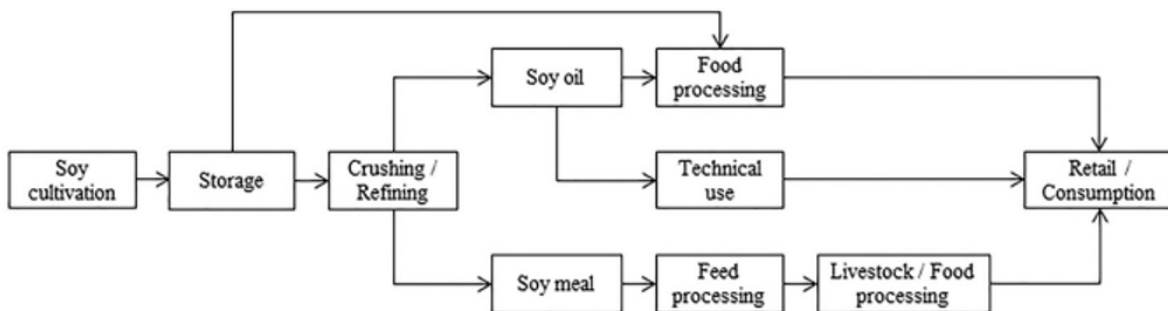 Soy oil
Food
processing
Soy
cultivation
Storage
Crushing /
Refining
Technical
use
Retail /
Consumption
Soy meal
Feed
processing
Livestock / Food
processing